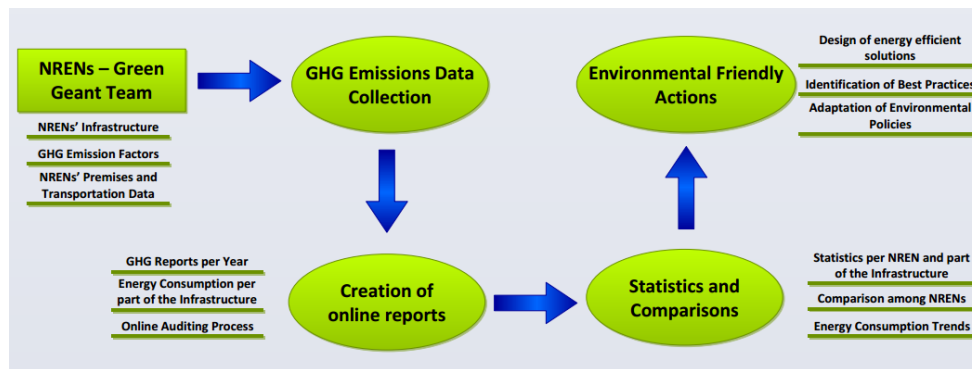 NRENs – Green
Geant Team
NRENs' Infrastructure
GHG Emission Factors
NRENs' Premises and
Transportation Data
GHG Emissions Data
Collection
Environmental Friendly
Actions
Design of energy efficient
solutions
Identification of Best Practices
Adaptation of Environmental
Policies
GHG Reports per Year
Energy Consumption per
part of the Infrastructure
Online Auditing Process
Creation of
online reports
Statistics and
Comparisons
Statistics per NREN and part
of the Infrastructure
Comparison among NRENs
Energy Consumption Trends